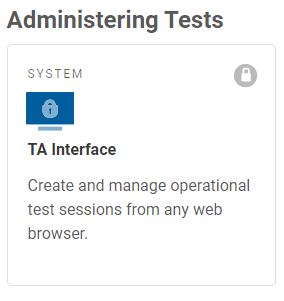 Administering Tests
SYSTEM
TA Interface
Create and manage operational
test sessions from any web
browser.